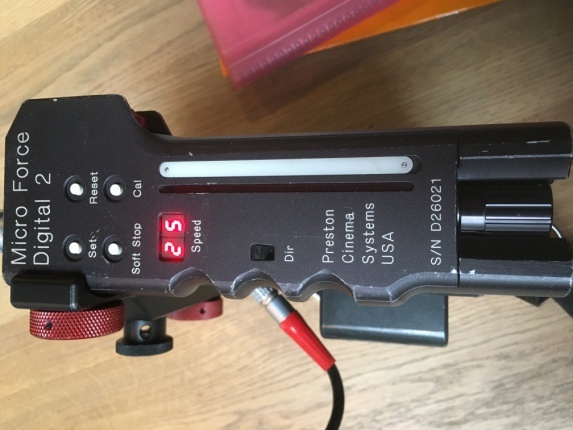 Micro Force
Digital 2
Set
Reset
Soft Stop
Cal
25
Speed
Dir
Preston
Cinema
Systems
USA
S/N D26021